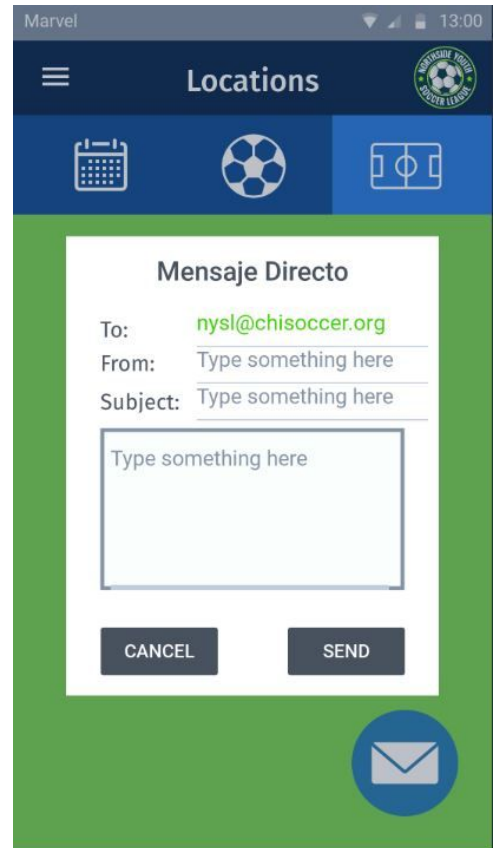 Marvel 13:00
Locations
NORTHSIDE YOUTH
SOCCER LEAGUE
Mensaje Directo
To: nysl@chisoccer.org
From: Type something here
Subject: Type something here
Type something here
CANCEL SEND